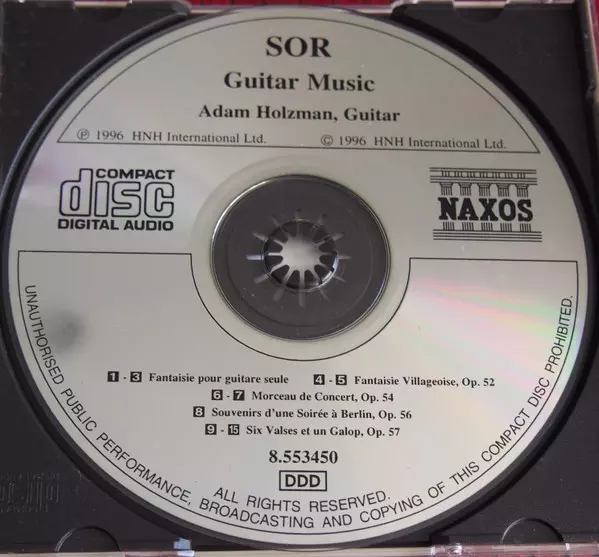 SOR
Guitar Music
Adam Holzman, Guitar
℗ 1996 HNH International Ltd. © 1996 HNH International Ltd.
COMPACT
disc
DIGITAL AUDIO
NAXOS
1 - 3 Fantaisie pour guitare seule 4 - 5 Fantaisie Villageoise, Op. 52
6 - 7 Morceau de Concert, Op. 54
8 Souvenirs d'une Soirée à Berlin, Op. 56
9 - 15 Six Valses et un Galop, Op. 57
8.553450
DDD
ALL RIGHTS RESERVED.
UNAUTHORISED PUBLIC PERFORMANCE, BROADCASTING AND COPYING OF THIS COMPACT DISC PROHIBITED.